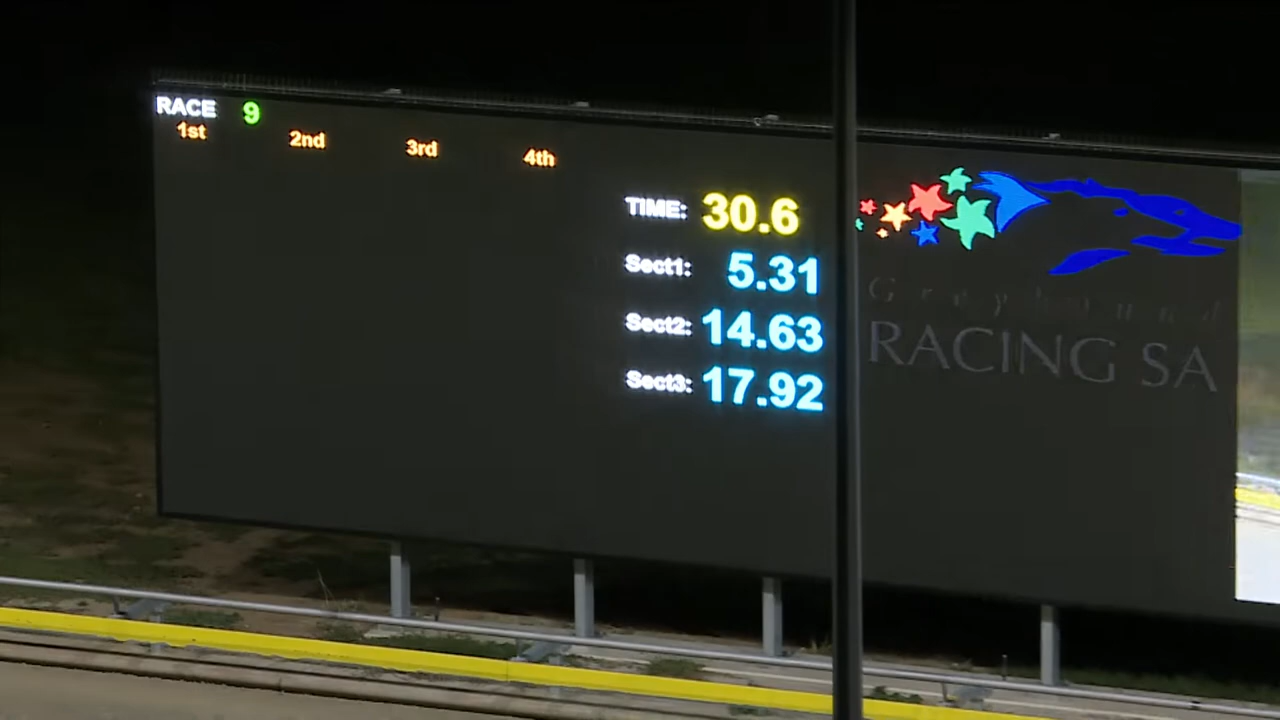 RACE 9
1st 2nd 3rd 4th
TIME: 30.6
Sect1: 5.31
Sect2: 14.63
Sect3: 17.92
Greyhound
RACING SA